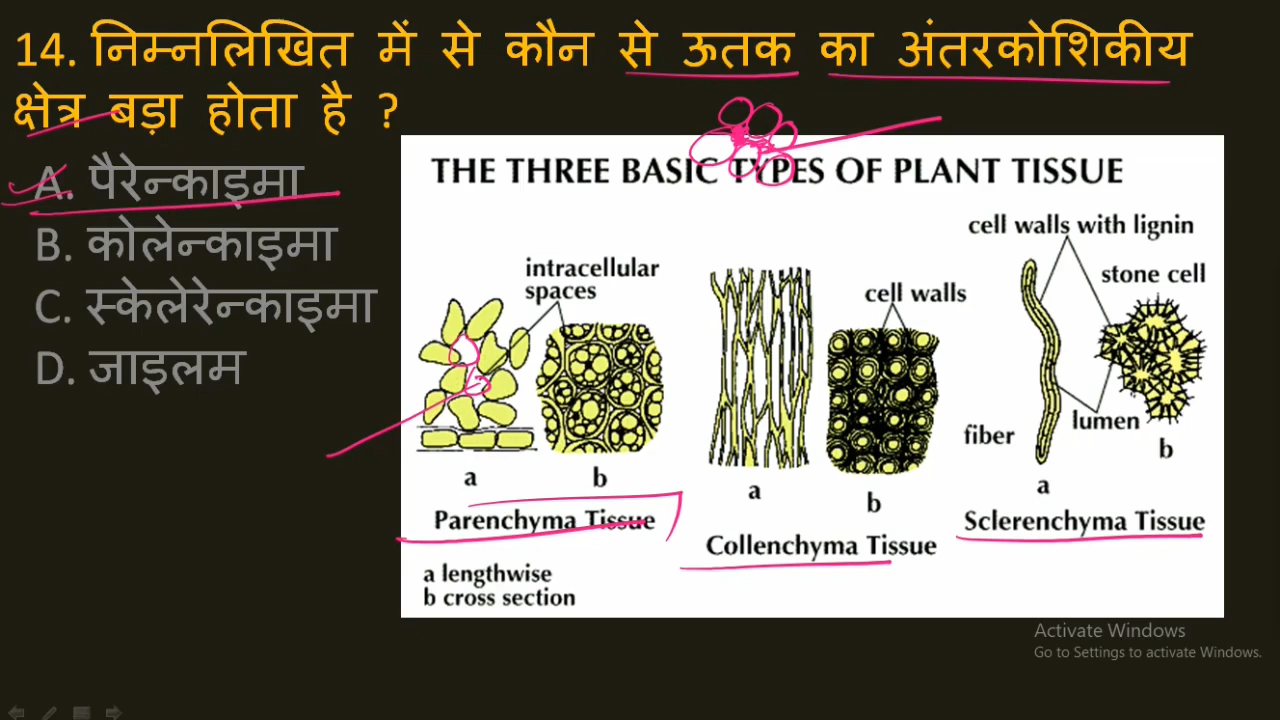 14. निम्नलिखित में से कौन से ऊतक का अंतरकोशिकीय
क्षेत्र बड़ा होता है ?
A. पैरेन्काइमा
B. कोलेन्काइमा
C. स्केलेरेन्काइमा
D. जाइलम
THE THREE BASIC TYPES OF PLANT TISSUE
intracellular
spaces
a
b
Parenchyma Tissue
a lengthwise
b cross section
cell walls
a
b
Collenchyma Tissue
cell walls with lignin
stone cell
lumen
fiber
b
a
Sclerenchyma Tissue
Activate Windows
Go to Settings to activate Windows.